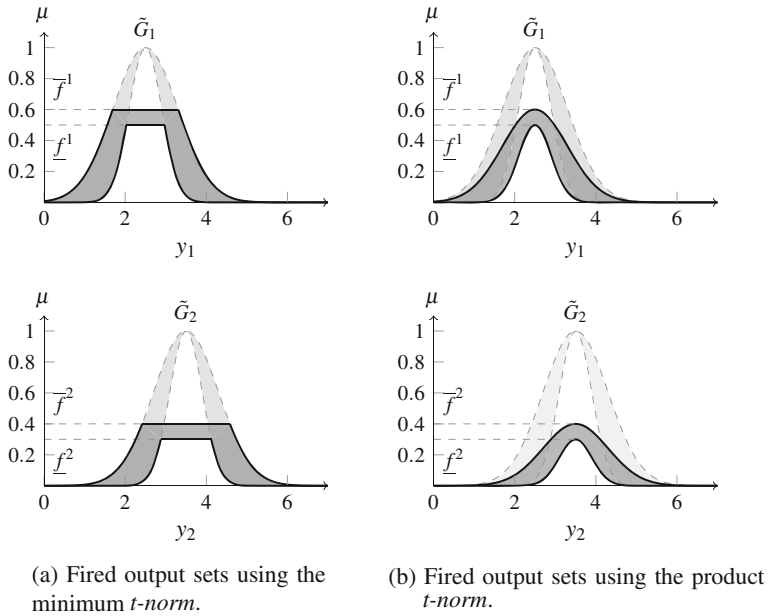 μ
G̃₁
1
0.8
f̅¹
0.6
f̲¹
0.4
0.2
0 2 4 6
y₁
μ
G̃₁
1
0.8
f̅¹
0.6
f̲¹
0.4
0.2
0 2 4 6
y₁
μ
G̃₂
1
0.8
0.6
f̅²
0.4
f̲²
0.2
0 2 4 6
y₂
μ
G̃₂
1
0.8
0.6
f̅²
0.4
f̲²
0.2
0 2 4 6
y₂
(a) Fired output sets using the
minimum t-norm.
(b) Fired output sets using the product
t-norm.